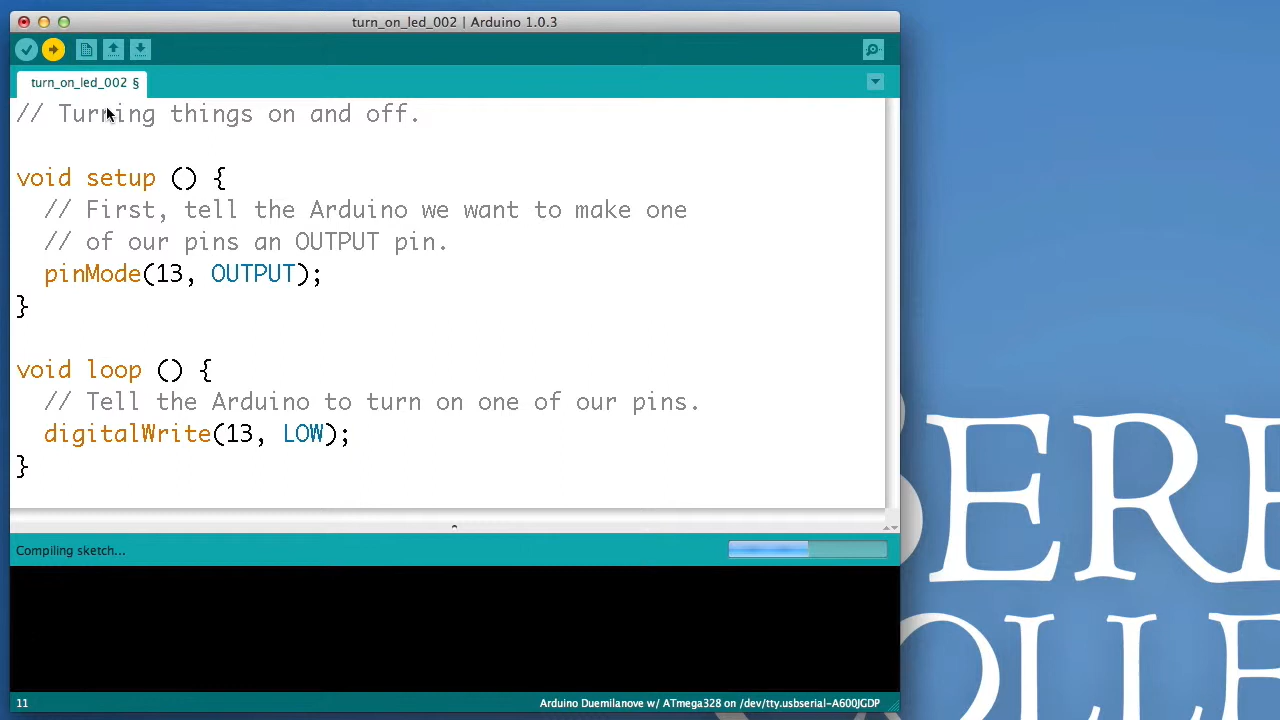 turn_on_led_002 | Arduino 1.0.3
turn_on_led_002 §
// Turning things on and off.
void setup () {
// First, tell the Arduino we want to make one
// of our pins an OUTPUT pin.
pinMode(13, OUTPUT);
}
void loop () {
// Tell the Arduino to turn on one of our pins.
digitalWrite(13, LOW);
}
Compiling sketch...
11
Arduino Duemilanove w/ ATmega328 on /dev/tty.usbserial-A600JGDP
BERE
OLLE